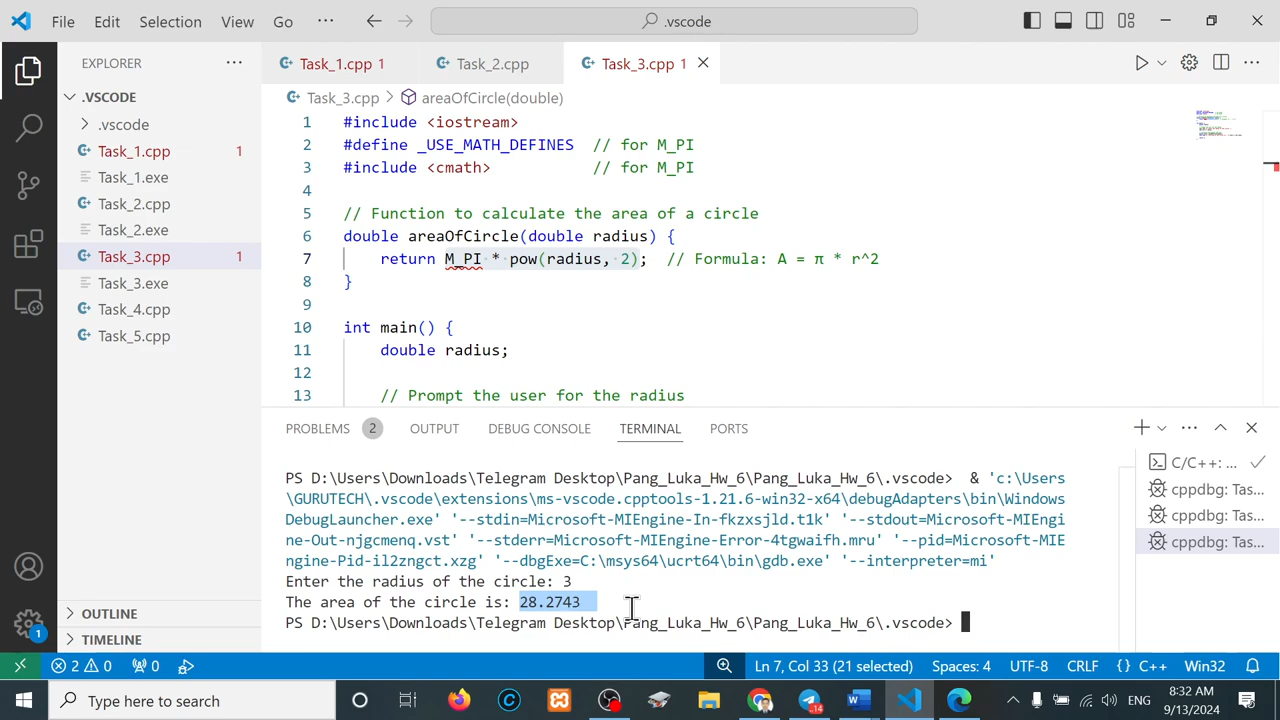 File Edit Selection View Go ··· .vscode
EXPLORER ···
Task_1.cpp 1 Task_2.cpp Task_3.cpp 1
.VSCODE
Task_3.cpp > areaOfCircle(double)
.vscode
Task_1.cpp 1
Task_1.exe
Task_2.cpp
Task_2.exe
Task_3.cpp 1
Task_3.exe
Task_4.cpp
Task_5.cpp
1 #include <iostream>
2 #define _USE_MATH_DEFINES // for M_PI
3 #include <cmath> // for M_PI
4
5 // Function to calculate the area of a circle
6 double areaOfCircle(double radius) {
7 return M_PI * pow(radius, 2); // Formula: A = π * r^2
8 }
9
10 int main() {
11 double radius;
12
13 // Prompt the user for the radius
PROBLEMS 2 OUTPUT DEBUG CONSOLE TERMINAL PORTS
PS D:\Users\Downloads\Telegram Desktop\Pang_Luka_Hw_6\Pang_Luka_Hw_6\.vscode> & 'c:\Users
\GURUTECH\.vscode\extensions\ms-vscode.cpptools-1.21.6-win32-x64\debugAdapters\bin\Windows
DebugLauncher.exe' '--stdin=Microsoft-MIEngine-In-fkzxsjld.t1k' '--stdout=Microsoft-MIEngi
ne-Out-njgcmenq.vst' '--stderr=Microsoft-MIEngine-Error-4tgwaifh.mru' '--pid=Microsoft-MIE
ngine-Pid-il2zngct.xzg' '--dbgExe=C:\msys64\ucrt64\bin\gdb.exe' '--interpreter=mi'
Enter the radius of the circle: 3
The area of the circle is: 28.2743
PS D:\Users\Downloads\Telegram Desktop\Pang_Luka_Hw_6\Pang_Luka_Hw_6\.vscode>
C/C++: ...
cppdbg: Tas...
cppdbg: Tas...
cppdbg: Tas...
OUTLINE
TIMELINE
1
2 0 0 Ln 7, Col 33 (21 selected) Spaces: 4 UTF-8 CRLF {} C++ Win32
Type here to search 14 ENG 8:32 AM
9/13/2024